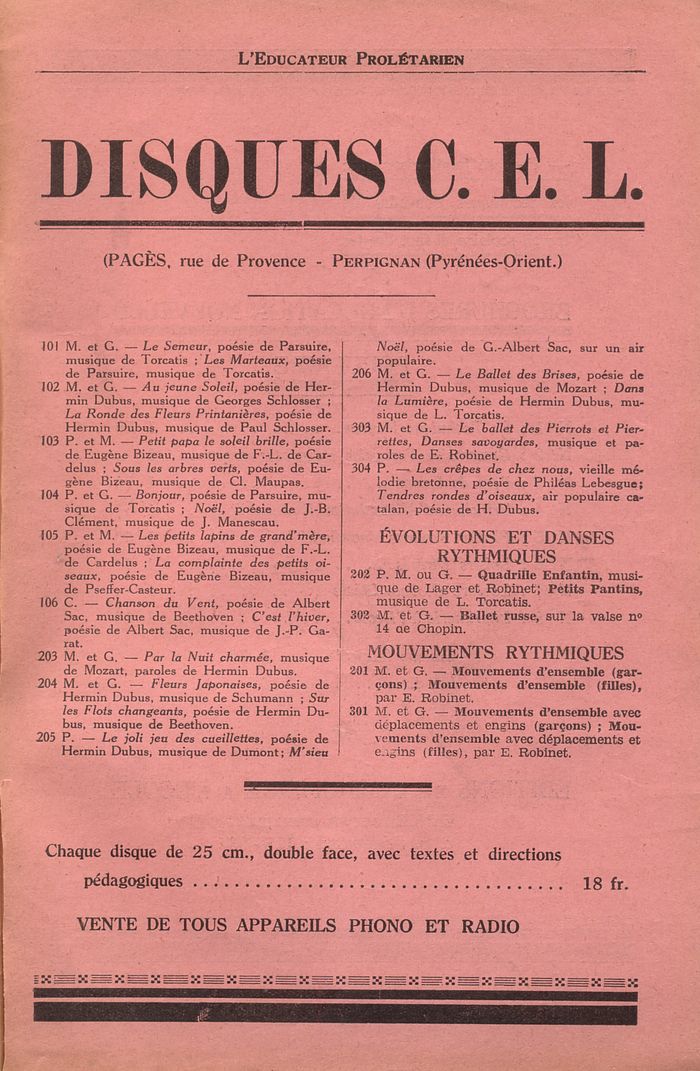 L'Educateur Prolétarien
DISQUES C. E. L.
(PAGÈS, rue de Provence - Perpignan (Pyrénées-Orient.)
101 M. et G. — Le Semeur, poésie de Parsuire,
musique de Torcatis ; Les Marteaux, poésie
de Parsuire, musique de Torcatis.
102 M. et G. — Au jeune Soleil, poésie de Her-
min Dubus, musique de Georges Schlosser ;
La Ronde des Fleurs Printanières, poésie de
Hermin Dubus, musique de Paul Schlosser.
103 P. et M. — Petit papa le soleil brille, poésie
de Eugène Bizeau, musique de F.-L. de Car-
delus ; Sous les arbres verts, poésie de Eu-
gène Bizeau, musique de Cl. Maupas.
104 P. et G. — Bonjour, poésie de Parsuire, mu-
sique de Torcatis ; Noël, poésie de J.-B.
Clément, musique de J. Manescau.
105 P. et M. — Les petits lapins de grand'mère,
poésie de Eugène Bizeau, musique de F.-L.
de Cardelus ; La complainte des petits oi-
seaux, poésie de Eugène Bizeau, musique
de Pseffer-Casteur.
106 C. — Chanson du Vent, poésie de Albert
Sac, musique de Beethoven ; C'est l'hiver,
poésie de Albert Sac, musique de J.-P. Ga-
rat.
203 M. et G. — Par la Nuit charmée, musique
de Mozart, paroles de Hermin Dubus.
204 M. et G. — Fleurs Japonaises, poésie de
Hermin Dubus, musique de Schumann ; Sur
les Flots changeants, poésie de Hermin Du-
bus, musique de Beethoven.
205 P. — Le joli jeu des cueillettes, poésie de
Hermin Dubus, musique de Dumont; M'sieu
Noël, poésie de G.-Albert Sac, sur un air
populaire.
206 M. et G. — Le Ballet des Brises, poésie de
Hermin Dubus, musique de Mozart ; Dans
la Lumière, poésie de Hermin Dubus, mu-
sique de L. Torcatis.
303 M. et G. — Le ballet des Pierrots et Pier-
rettes, Danses savoyardes, musique et pa-
roles de E. Robinet.
304 P. — Les crêpes de chez nous, vieille mé-
lodie bretonne, poésie de Philéas Lebesgue;
Tendres rondes d'oiseaux, air populaire ca-
talan, poésie de H. Dubus.
ÉVOLUTIONS ET DANSES
RYTHMIQUES
202 P. M. ou G. — Quadrille Enfantin, musi-
que de Lager et Robinet; Petits Pantins,
musique de L. Torcatis.
302 M. et G. — Ballet russe, sur la valse nº
14 de Chopin.
MOUVEMENTS RYTHMIQUES
201 M. et G. — Mouvements d'ensemble (gar-
çons) ; Mouvements d'ensemble (filles),
par E. Robinet.
301 M. et G. — Mouvements d'ensemble avec
déplacements et engins (garçons) ; Mou-
vements d'ensemble avec déplacements et
engins (filles), par E. Robinet.
Chaque disque de 25 cm., double face, avec textes et directions
pédagogiques .................................... 18 fr.
VENTE DE TOUS APPAREILS PHONO ET RADIO